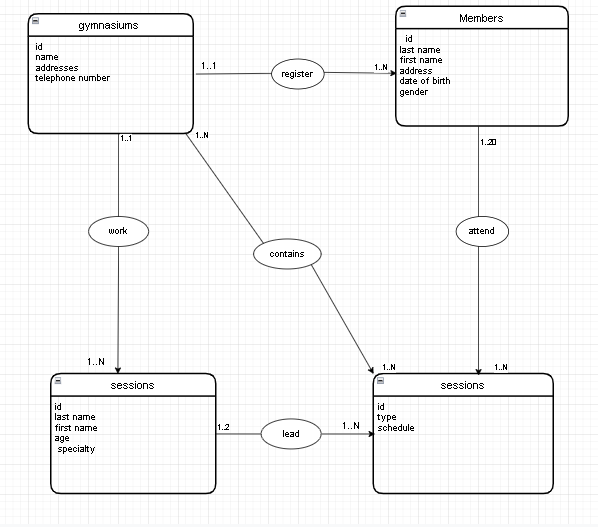 gymnasiums
id
name
addresses
telephone number
Members
id
last name
first name
address
date of birth
gender
1..1
register
1..N
1..1
1..N
1..20
work
contains
attend
1..N
1..N
1..N
sessions
id
last name
first name
age
specialty
1..2
lead
1..N
sessions
id
type
schedule